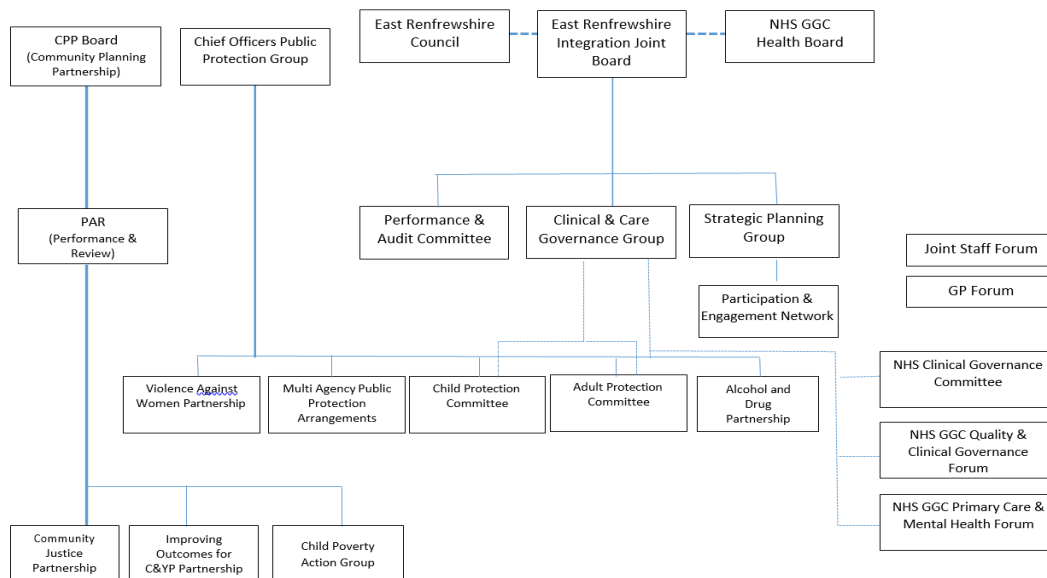 CPP Board
(Community Planning
Partnership)
Chief Officers Public
Protection Group
East Renfrewshire
Council
East Renfrewshire
Integration Joint
Board
NHS GGC
Health Board
PAR
(Performance &
Review)
Performance &
Audit Committee
Clinical & Care
Governance Group
Strategic Planning
Group
Joint Staff Forum
GP Forum
Participation &
Engagement Network
Violence Against
Women Partnership
Multi Agency Public
Protection
Arrangements
Child Protection
Committee
Adult Protection
Committee
Alcohol and
Drug
Partnership
NHS Clinical Governance
Committee
NHS GGC Quality &
Clinical Governance
Forum
NHS GGC Primary Care &
Mental Health Forum
Community
Justice
Partnership
Improving
Outcomes for
C&YP Partnership
Child Poverty
Action Group